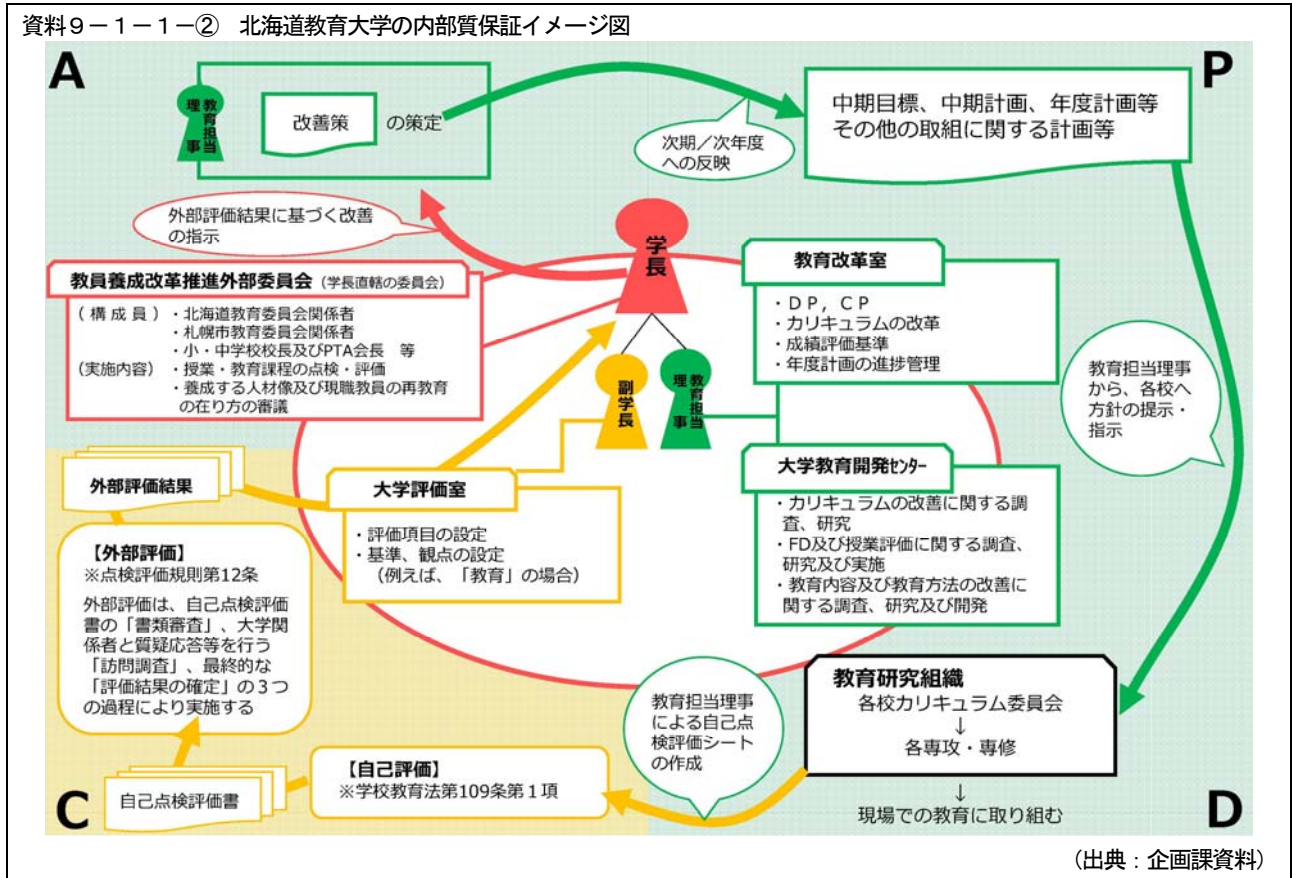 資料９－１－１－② 北海道教育大学の内部質保証イメージ図
A
教育担当
理事
改善策
の策定
次期／次年度
への反映
P
中期目標、中期計画、年度計画等
その他の取組に関する計画等
外部評価結果に基づく改善
の指示
学長
教員養成改革推進外部委員会（学長直轄の委員会）
（構成員）・北海道教育委員会関係者
・札幌市教育委員会関係者
・小・中学校校長及びPTA会長 等
(実施内容）・授業・教育課程の点検・評価
・養成する人材像及び現職教員の再教育
の在り方の審議
教育改革室
・ＤＰ，ＣＰ
・カリキュラムの改革
・成績評価基準
・年度計画の進捗管理
副学長
教育担当
理事
教育担当理事
から、各校へ
方針の提示・
指示
外部評価結果
大学評価室
・評価項目の設定
・基準、観点の設定
（例えば、「教育」の場合）
大学教育開発ｾﾝﾀｰ
・カリキュラムの改善に関する調
査、研究
・FD及び授業評価に関する調査、
研究及び実施
・教育内容及び教育方法の改善に
関する調査、研究及び開発
【外部評価】
※点検評価規則第12条
外部評価は、自己点検評価
書の「書類審査」、大学関
係者と質疑応答等を行う
「訪問調査」、最終的な
「評価結果の確定」の３つ
の過程により実施する
教育担当理事
による自己点
検評価シート
の作成
教育研究組織
各校カリキュラム委員会
↓
各専攻・専修
↓
現場での教育に取り組む
C
自己点検評価書
【自己評価】
※学校教育法第109条第１項
D
（出典：企画課資料）